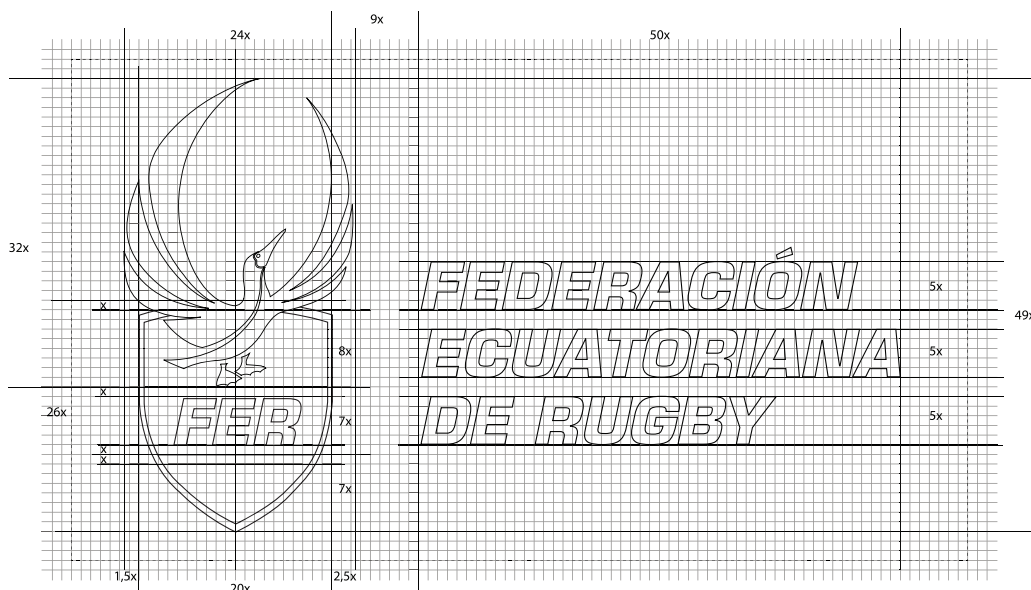 9x
24x
50x
32x
FEDERACIÓN
5x
x
49x
ECUATORIANA
8x
5x
x
26x
FER
7x
DE RUGBY
5x
x
x
7x
1,5x
2,5x
20x